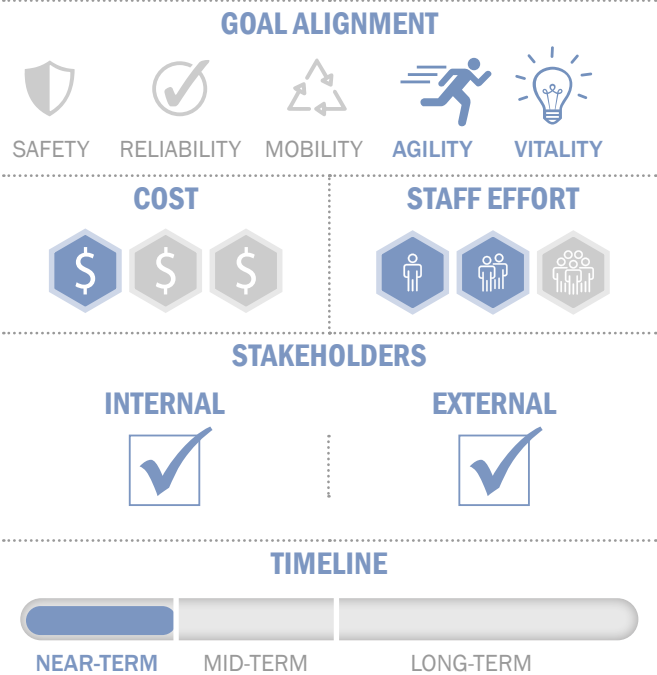 GOAL ALIGNMENT
SAFETY RELIABILITY MOBILITY AGILITY VITALITY
COST STAFF EFFORT
$ $ $
STAKEHOLDERS
INTERNAL EXTERNAL
TIMELINE
NEAR-TERM MID-TERM LONG-TERM